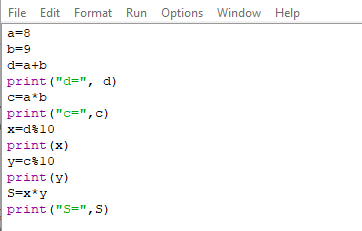 File Edit Format Run Options Window Help
a=8
b=9
d=a+b
print("d=", d)
c=a*b
print("c=",c)
x=d%10
print(x)
y=c%10
print(y)
S=x*y
print("S=",S)